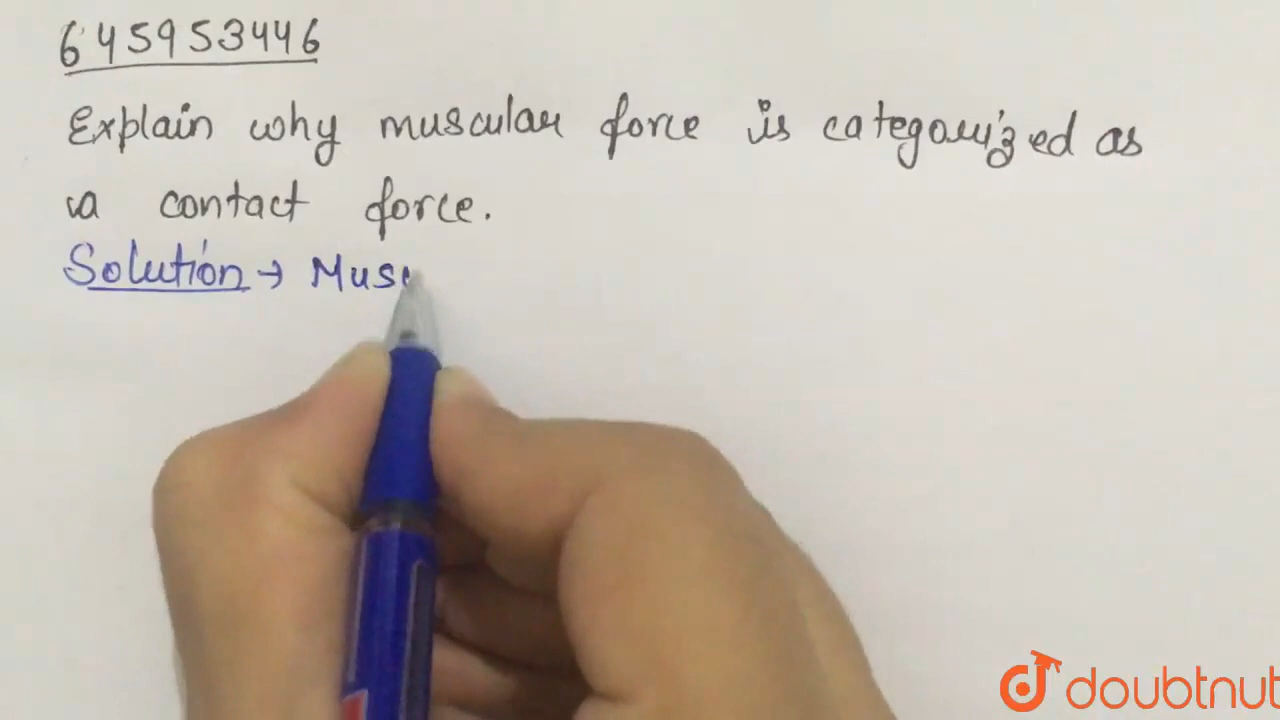 645953446
Explain why muscular force is categorized as
a contact force.
Solution → Mus
doubtnut